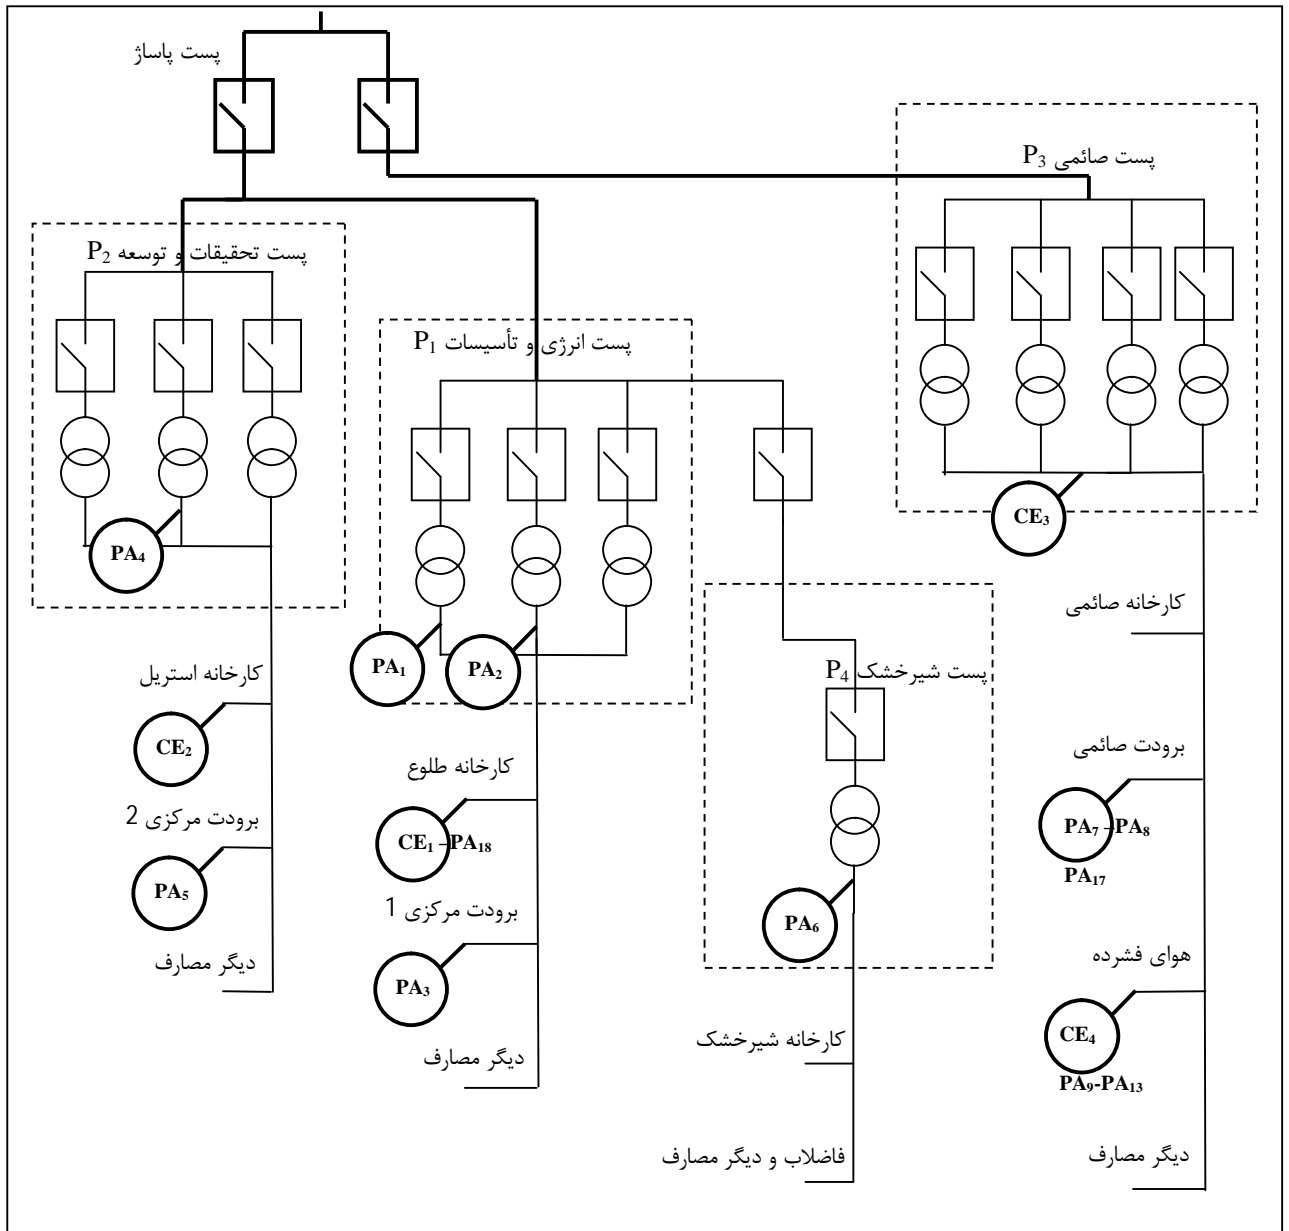 پست پاساژ
پست صائمی P3
پست تحقیقات و توسعه P2
پست انرژی و تأسیسات P1
CE3
PA4
کارخانه صائمی
PA1
PA2
پست شیرخشک P4
کارخانه استریل
CE2
برودت صائمی
کارخانه طلوع
برودت مرکزی 2
PA7 –PA8
PA17
CE1 –PA18
PA5
برودت مرکزی 1
PA6
هوای فشرده
دیگر مصارف
PA3
CE4
PA9-PA13
کارخانه شیرخشک
دیگر مصارف
فاضلاب و دیگر مصارف
دیگر مصارف